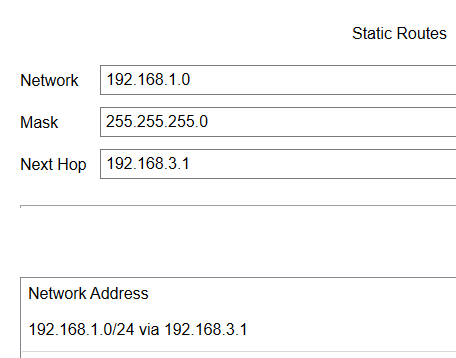 Static Routes
Network 192.168.1.0
Mask 255.255.255.0
Next Hop 192.168.3.1
Network Address
192.168.1.0/24 via 192.168.3.1